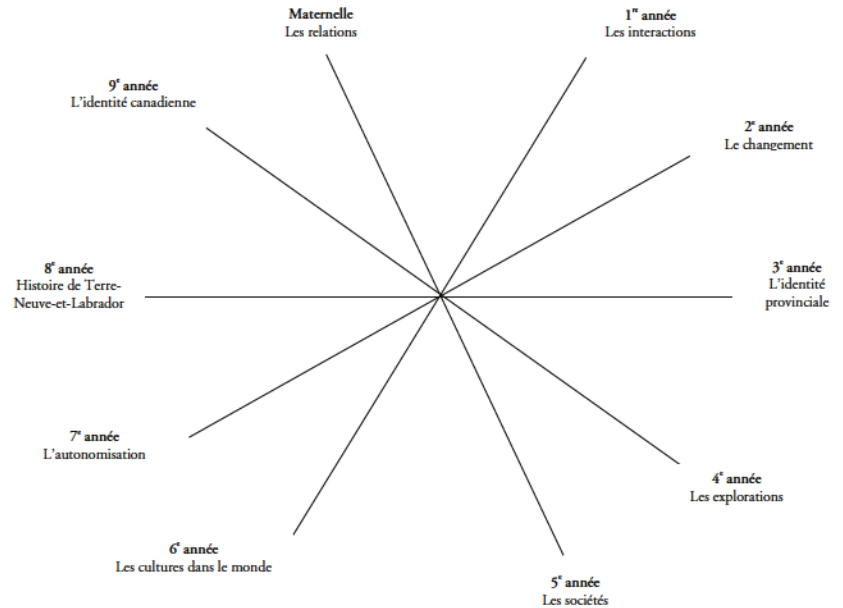 Maternelle
Les relations
1re année
Les interactions
2e année
Le changement
3e année
L'identité
provinciale
4e année
Les explorations
5e année
Les sociétés
6e année
Les cultures dans le monde
7e année
L'autonomisation
8e année
Histoire de Terre-
Neuve-et-Labrador
9e année
L'identité canadienne